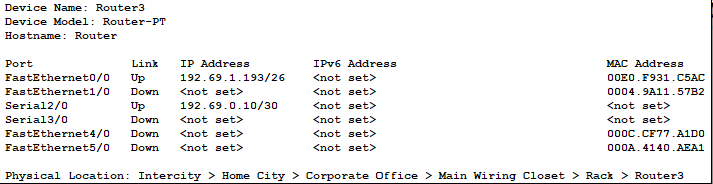 Device Name: Router3
Device Model: Router-PT
Hostname: Router
Port Link IP Address IPv6 Address MAC Address
FastEthernet0/0 Up 192.69.1.193/26 <not set> 00E0.F931.C5AC
FastEthernet1/0 Down <not set> <not set> 0004.9A11.57B2
Serial2/0 Up 192.69.0.10/30 <not set> <not set>
Serial3/0 Down <not set> <not set> <not set>
FastEthernet4/0 Down <not set> <not set> 000C.CF77.A1D0
FastEthernet5/0 Down <not set> <not set> 000A.4140.AEA1
Physical Location: Intercity > Home City > Corporate Office > Main Wiring Closet > Rack > Router3